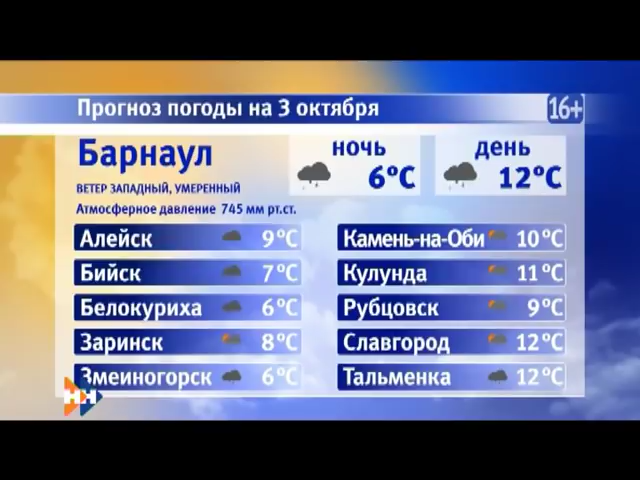 Прогноз погоды на 3 октября
16+
Барнаул
ночь
6°C
день
12°C
ВЕТЕР ЗАПАДНЫЙ, УМЕРЕННЫЙ
Атмосферное давление 745 мм рт.ст.
Алейск 9°C
Бийск 7°C
Белокуриха 6°C
Заринск 8°C
Змеиногорск 6°C
Камень-на-Оби 10°C
Кулунда 11°C
Рубцовск 9°C
Славгород 12°C
Тальменка 12°C
НН